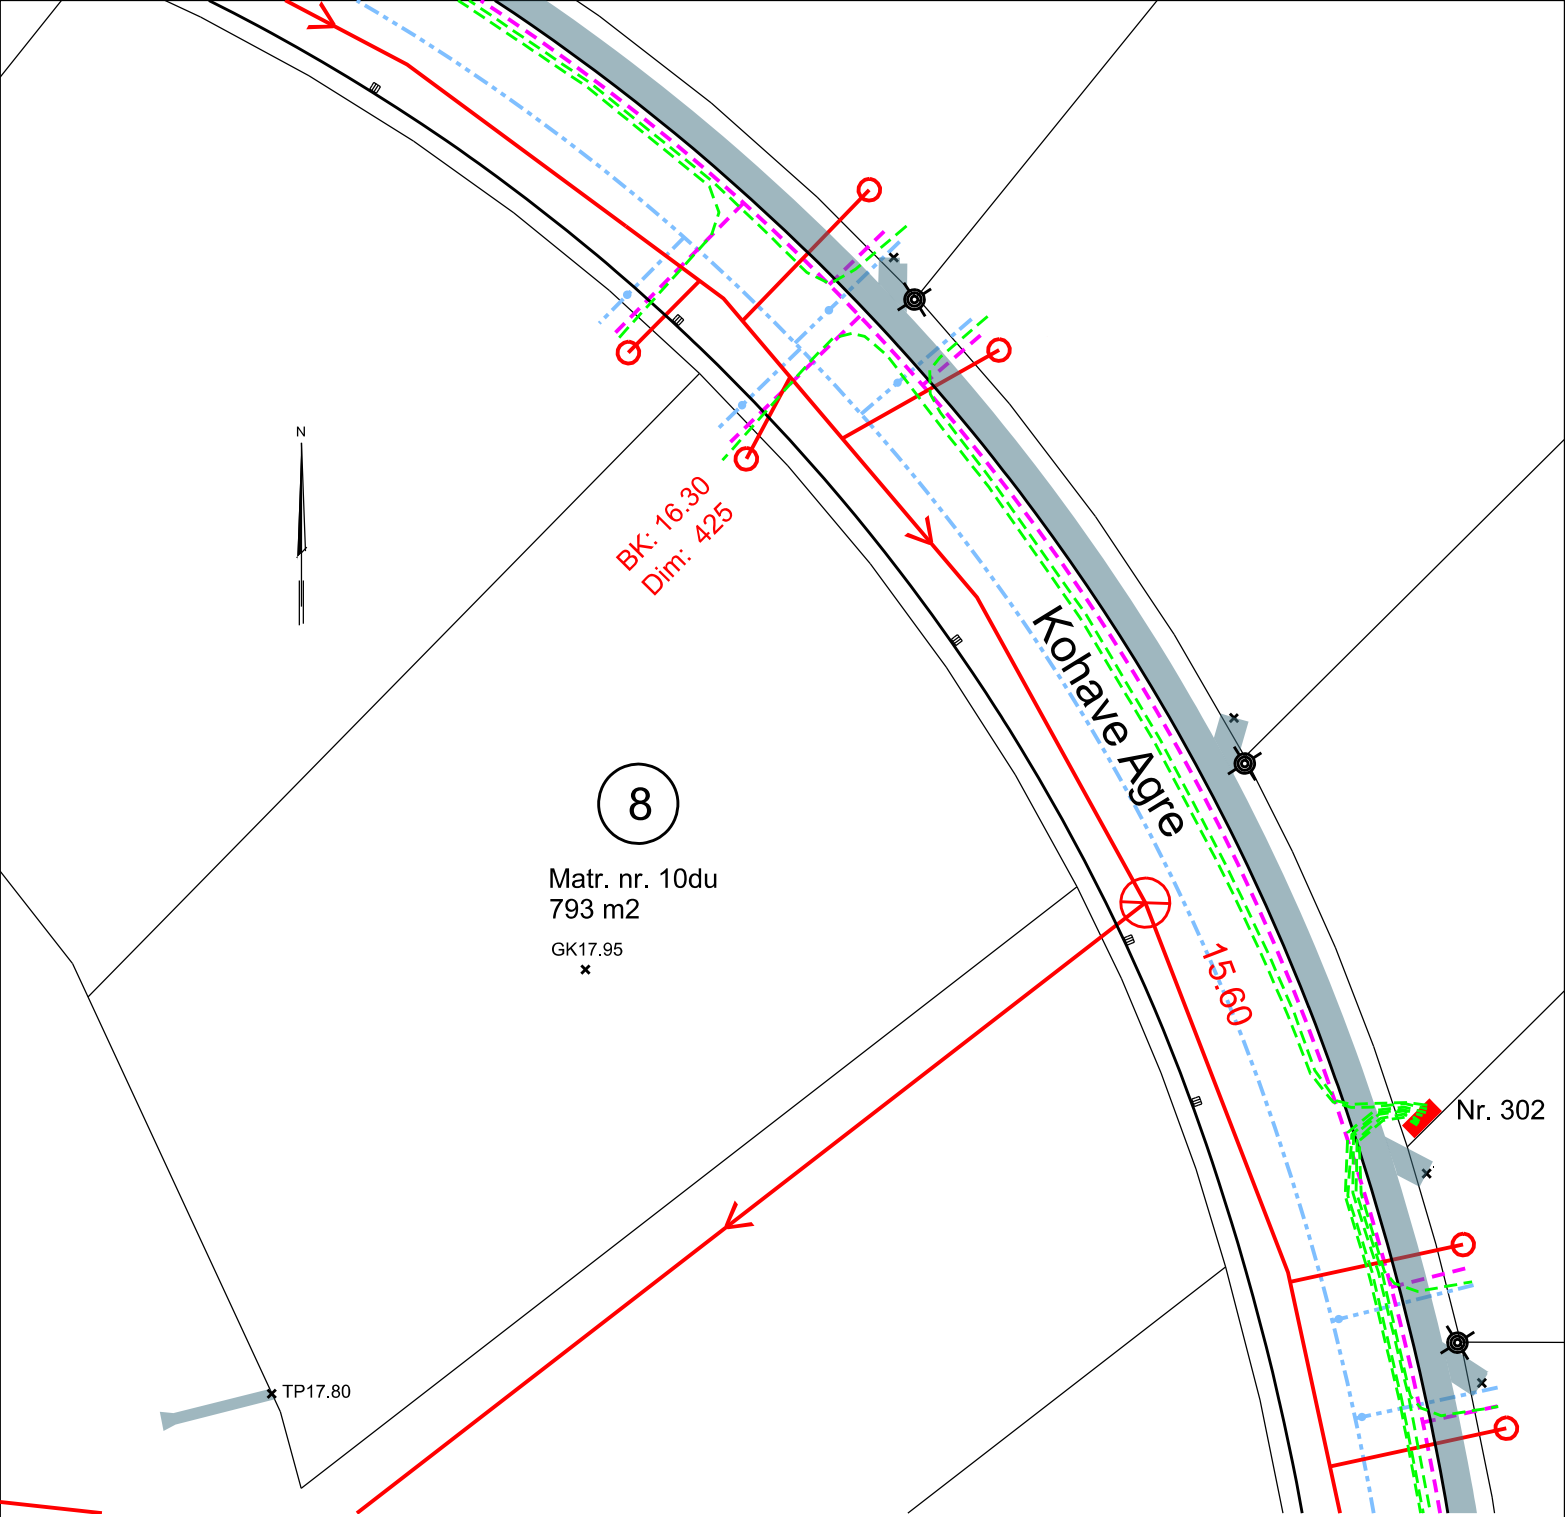 N
BK: 16.30
Dim: 425
Kohave Agre
8
Matr. nr. 10du
793 m2
GK17.95
15.60
Nr. 302
TP17.80